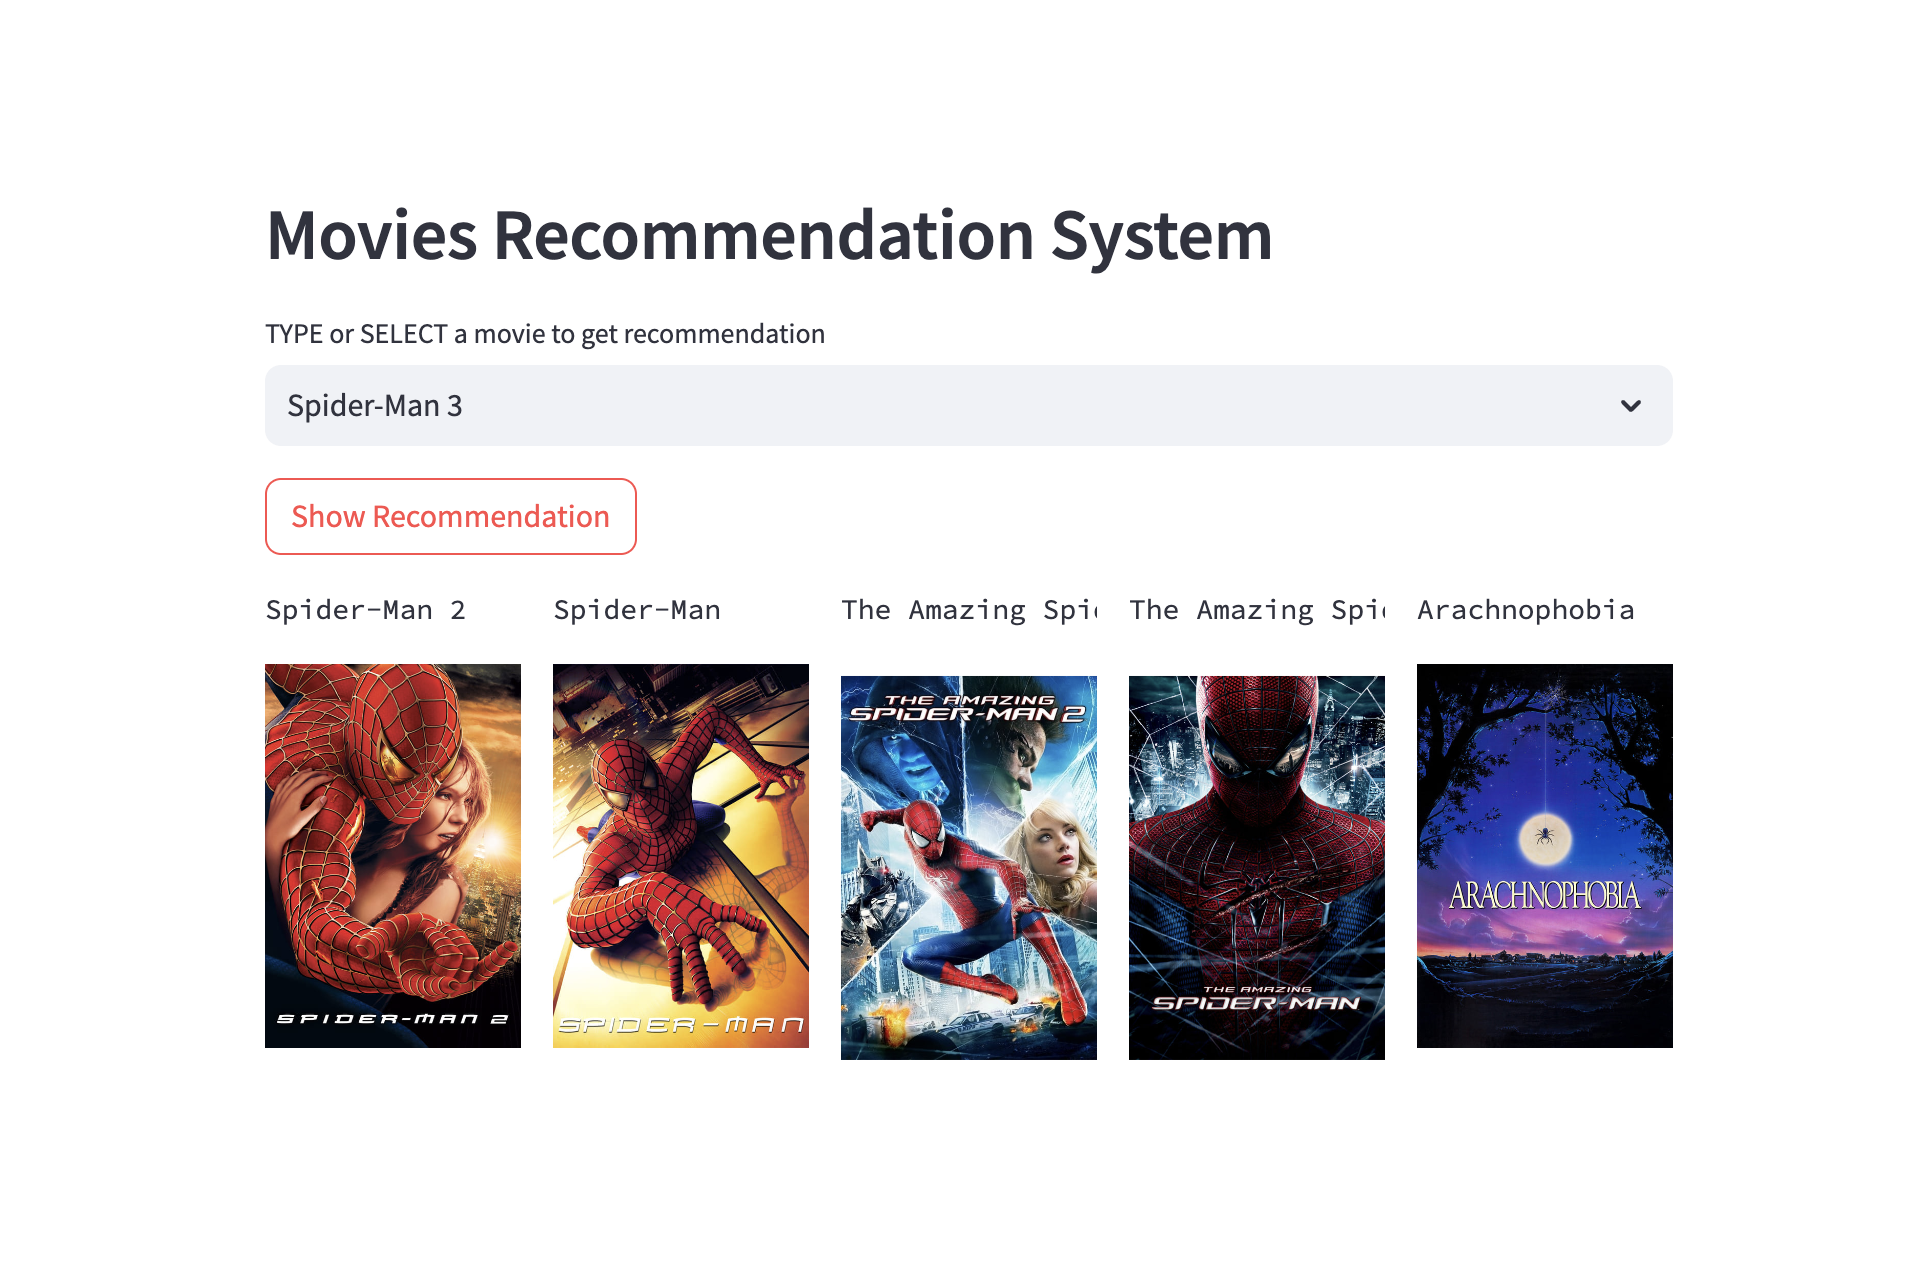 Movies Recommendation System
TYPE or SELECT a movie to get recommendation
Spider-Man 3
Show Recommendation
Spider-Man 2
Spider-Man
The Amazing Spi
The Amazing Spi
Arachnophobia
SPIDER-MAN 2
SPIDER-MAN
THE AMAZING
SPIDER-MAN 2
THE AMAZING
SPIDER-MAN
ARACHNOPHOBIA